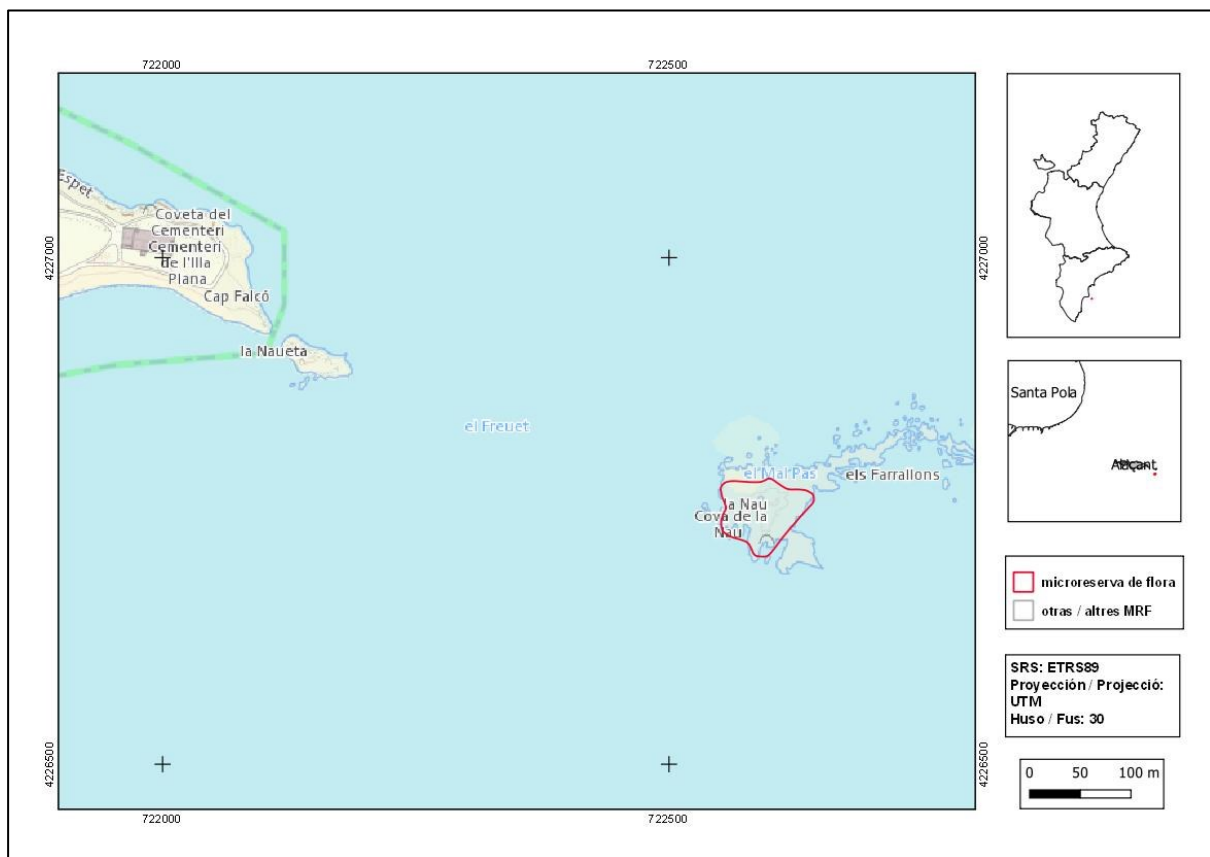 722000
722500
4227000
4227000
Espet
Coveta del
Cementeri
Cementeri
de l'Illa
Plana
Cap Falcó
la Naueta
el Freuet
el Mal Pas
els Farrallons
la Nau
Cova de la
Nau
4226500
4226500
722000
722500
Santa Pola
microreserva de flora
otras / altres MRF
SRS: ETRS89
Proyección / Projecció:
UTM
Huso / Fus: 30
0 50 100 m